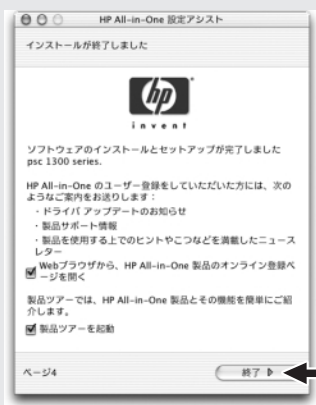 HP All-in-One 設定アシスト
インストールが終了しました
hp
invent
ソフトウェアのインストールとセットアップが完了しました
psc 1300 series.
HP All-in-One のユーザー登録をしていただいた方には、次の
ようなご案内をお送りします：
・ドライバ アップデートのお知らせ
・製品サポート情報
・製品を使用する上でのヒントやこつなどを満載したニュース
レター
Webブラウザから、HP All-in-One 製品のオンライン登録ペ
ージを開く
製品ツアーでは、HP All-in-One 製品とその機能を簡単にご紹
介します。
製品ツアーを起動
ページ4
終了